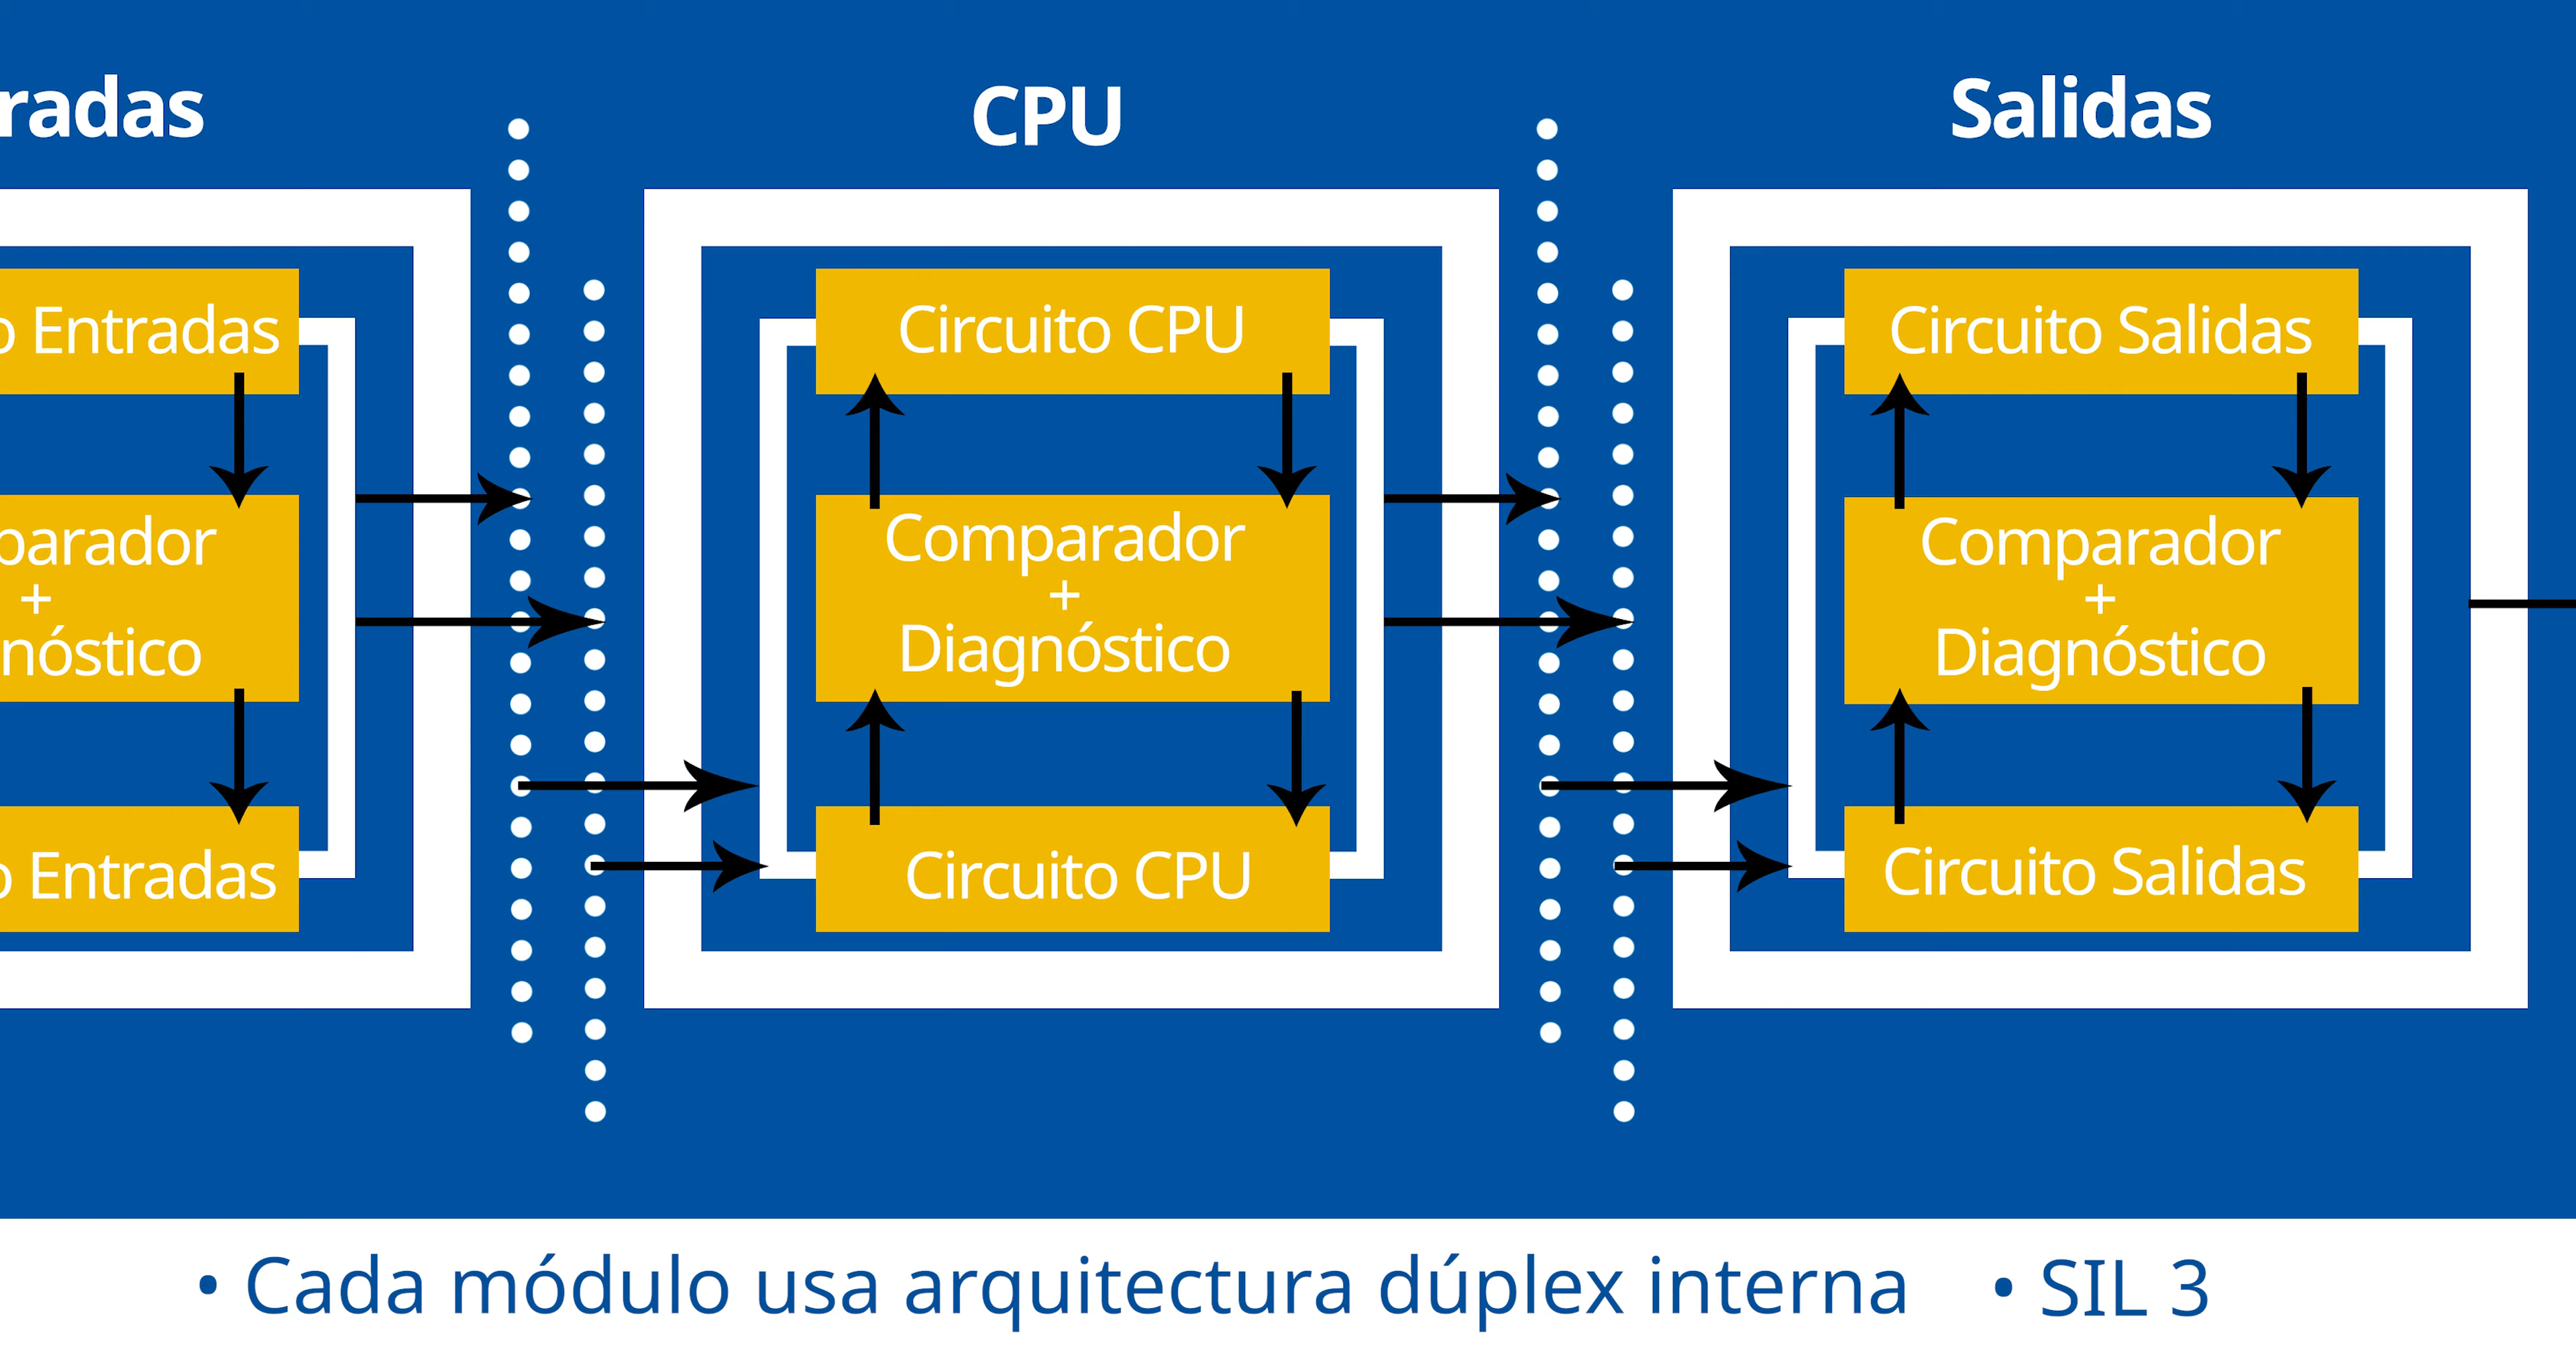 radas
CPU
Salidas
o Entradas
Circuito CPU
Circuito Salidas
parador
+
nóstico
Comparador
+
Diagnóstico
Comparador
+
Diagnóstico
o Entradas
Circuito CPU
Circuito Salidas
• Cada módulo usa arquitectura dúplex interna • SIL 3